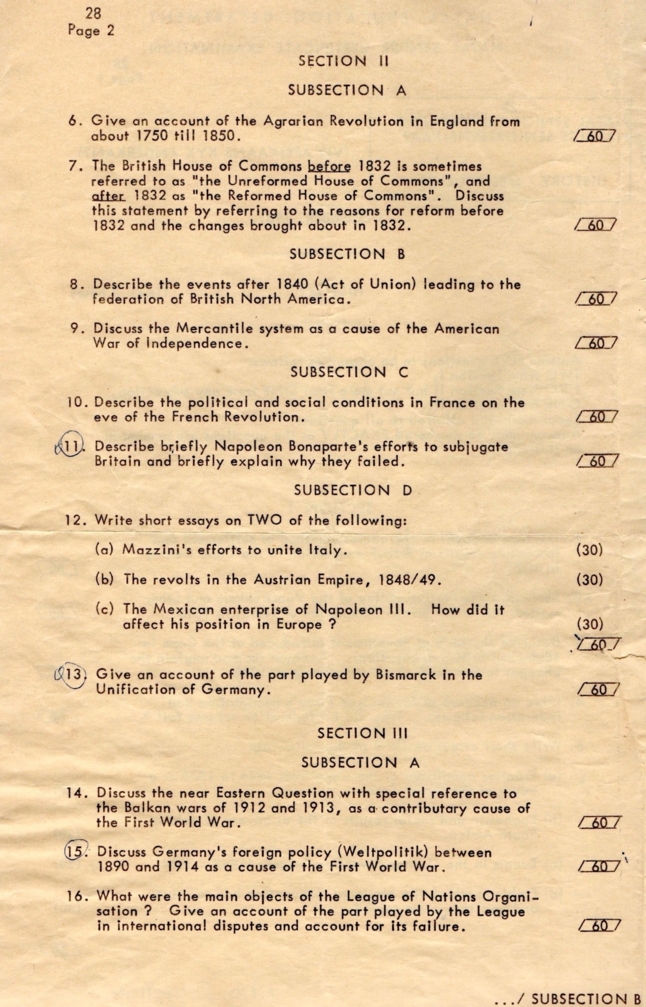 28
Page 2
SECTION II
SUBSECTION A
6. Give an account of the Agrarian Revolution in England from
about 1750 till 1850.
60
7. The British House of Commons before 1832 is sometimes
referred to as "the Unreformed House of Commons", and
after 1832 as "the Reformed House of Commons". Discuss
this statement by referring to the reasons for reform before
1832 and the changes brought about in 1832.
60
SUBSECTION B
8. Describe the events after 1840 (Act of Union) leading to the
federation of British North America.
60
9. Discuss the Mercantile system as a cause of the American
War of Independence.
60
SUBSECTION C
10. Describe the political and social conditions in France on the
eve of the French Revolution.
60
11. Describe briefly Napoleon Bonaparte's efforts to subjugate
Britain and briefly explain why they failed.
60
SUBSECTION D
12. Write short essays on TWO of the following:
(a) Mazzini's efforts to unite Italy. (30)
(b) The revolts in the Austrian Empire, 1848/49. (30)
(c) The Mexican enterprise of Napoleon III. How did it
affect his position in Europe ? (30)
60
13. Give an account of the part played by Bismarck in the
Unification of Germany.
60
SECTION III
SUBSECTION A
14. Discuss the near Eastern Question with special reference to
the Balkan wars of 1912 and 1913, as a contributary cause of
the First World War.
60
15. Discuss Germany's foreign policy (Weltpolitik) between
1890 and 1914 as a cause of the First World War.
60
16. What were the main objects of the League of Nations Organi-
sation ? Give an account of the part played by the League
in international disputes and account for its failure.
60
.../ SUBSECTION B